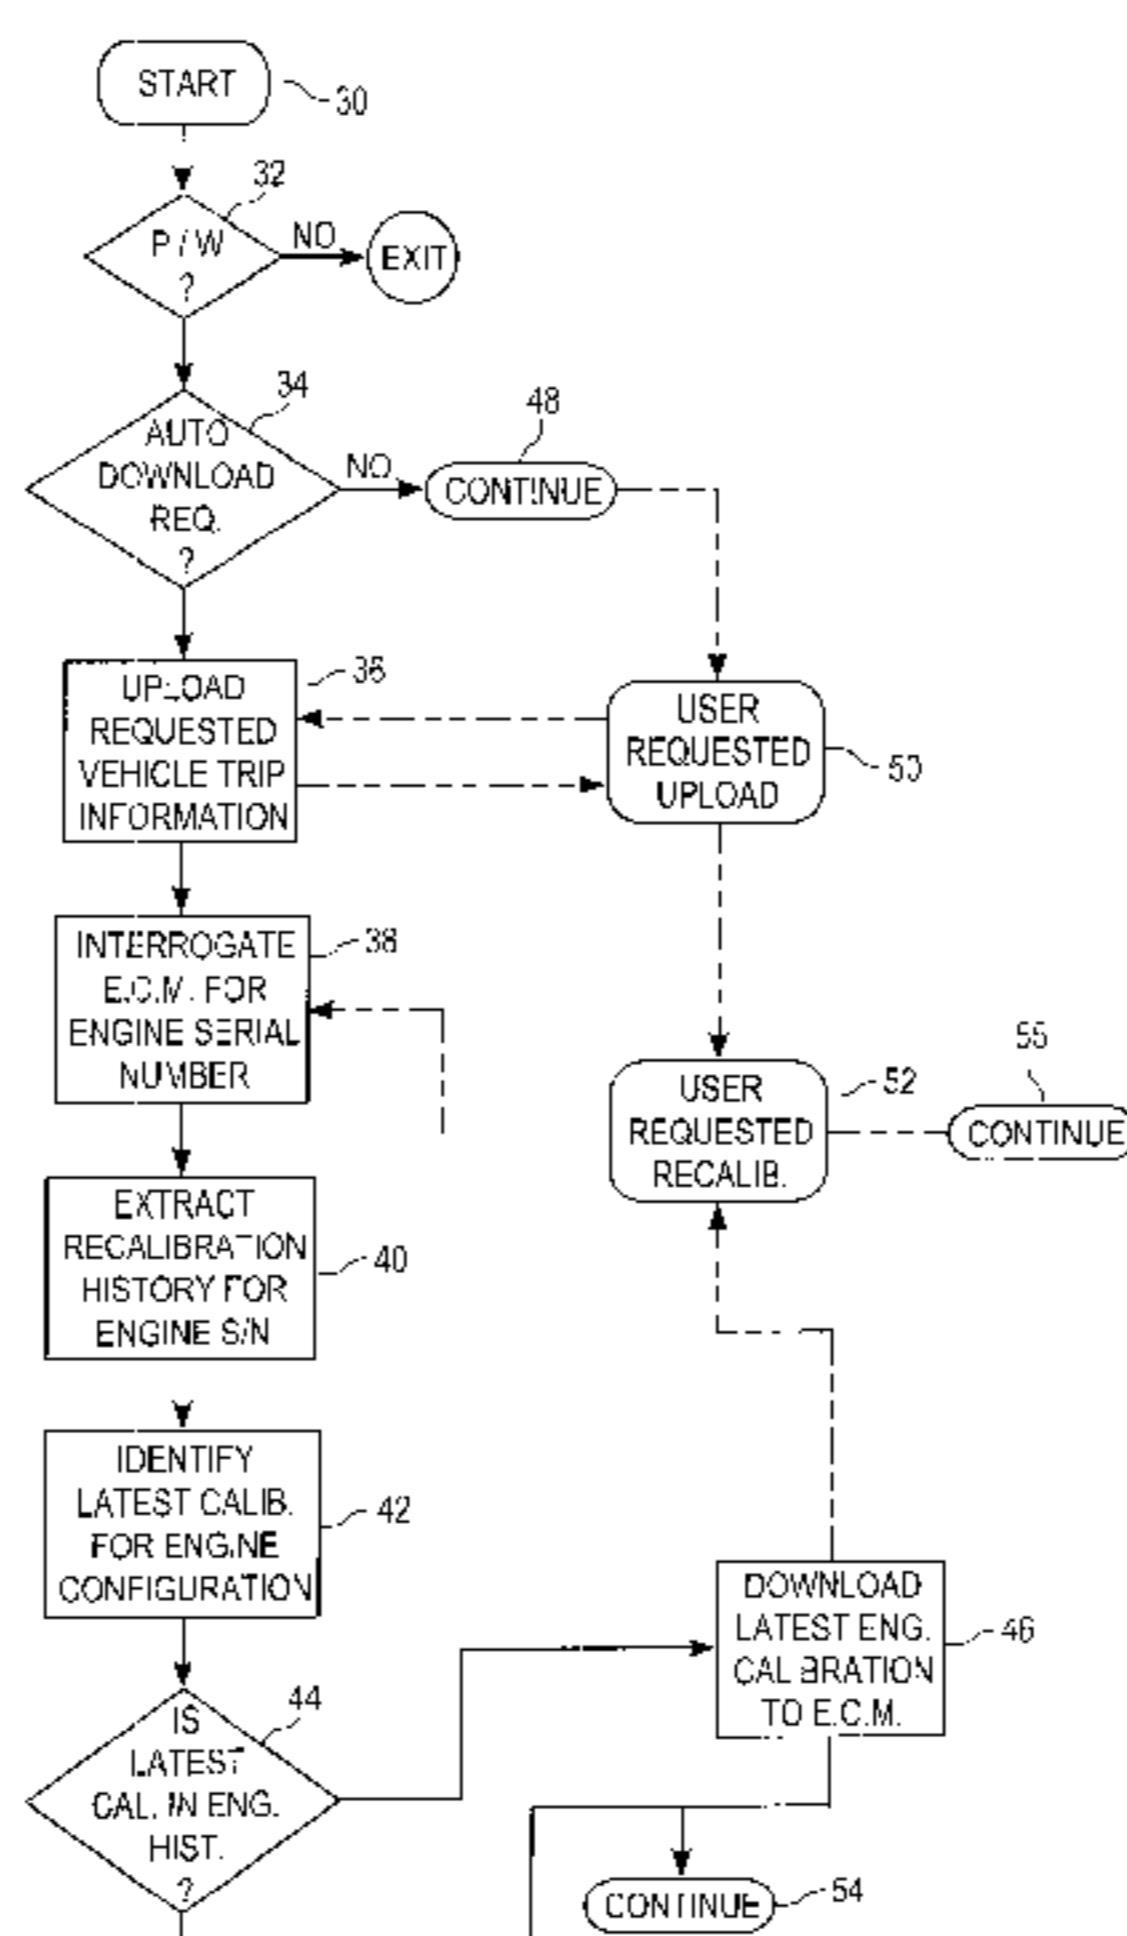 START
30
32
P / W
?
NO
EXIT
34
AUTO
DOWNLOAD
REQ.
?
NO
48
CONTINUE
UPLOAD
REQUESTED
VEHICLE TRIP
INFORMATION
36
USER
REQUESTED
UPLOAD
50
INTERROGATE
E.C.M. FOR
ENGINE SERIAL
NUMBER
38
USER
REQUESTED
RECALIB.
52
55
CONTINUE
EXTRACT
RECALIBRATION
HISTORY FOR
ENGINE S/N
40
IDENTIFY
LATEST CALIB.
FOR ENGINE
CONFIGURATION
42
DOWNLOAD
LATEST ENG.
CALIBRATION
TO E.C.M.
46
44
IS
LATEST
CAL. IN ENG.
HIST.
?
CONTINUE
54